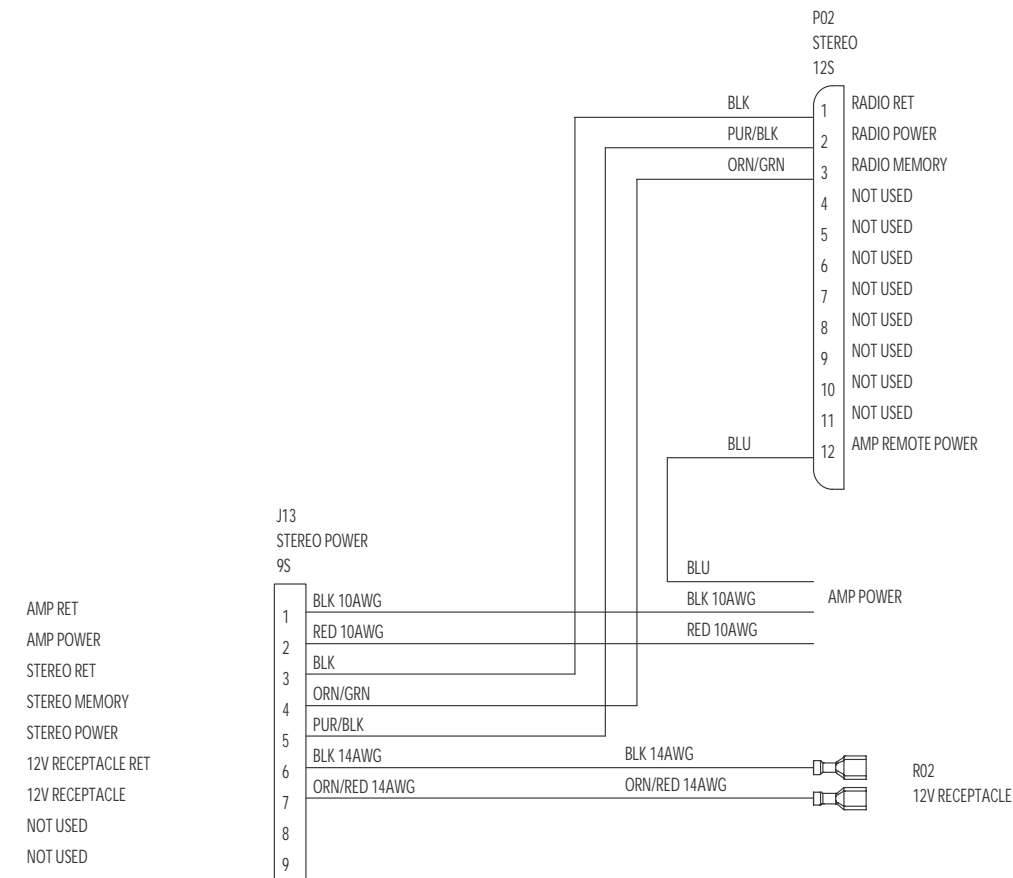 P02
STEREO
12S
BLK 1 RADIO RET
PUR/BLK 2 RADIO POWER
ORN/GRN 3 RADIO MEMORY
4 NOT USED
5 NOT USED
6 NOT USED
7 NOT USED
8 NOT USED
9 NOT USED
10 NOT USED
11 NOT USED
BLU 12 AMP REMOTE POWER
J13
STEREO POWER
9S
BLU
AMP RET 1 BLK 10AWG BLK 10AWG AMP POWER
AMP POWER 2 RED 10AWG RED 10AWG
STEREO RET 3 BLK
STEREO MEMORY 4 ORN/GRN
STEREO POWER 5 PUR/BLK
12V RECEPTACLE RET 6 BLK 14AWG BLK 14AWG R02
12V RECEPTACLE 7 ORN/RED 14AWG ORN/RED 14AWG 12V RECEPTACLE
NOT USED 8
NOT USED 9